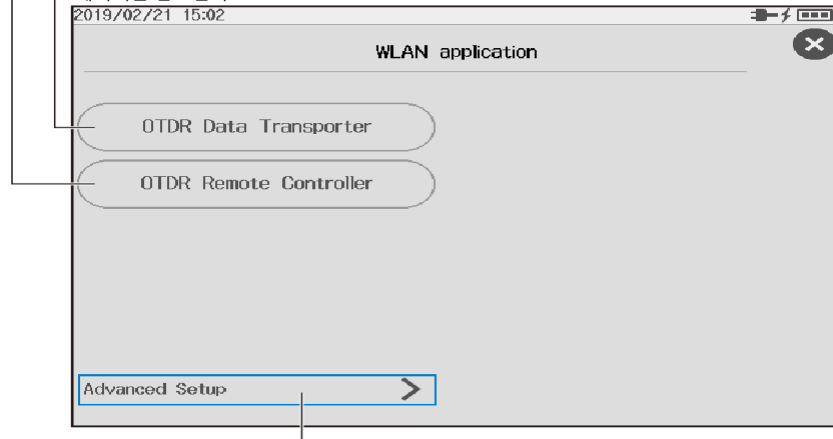 2019/02/21 15:02
WLAN application
OTDR Data Transporter
OTDR Remote Controller
Advanced Setup